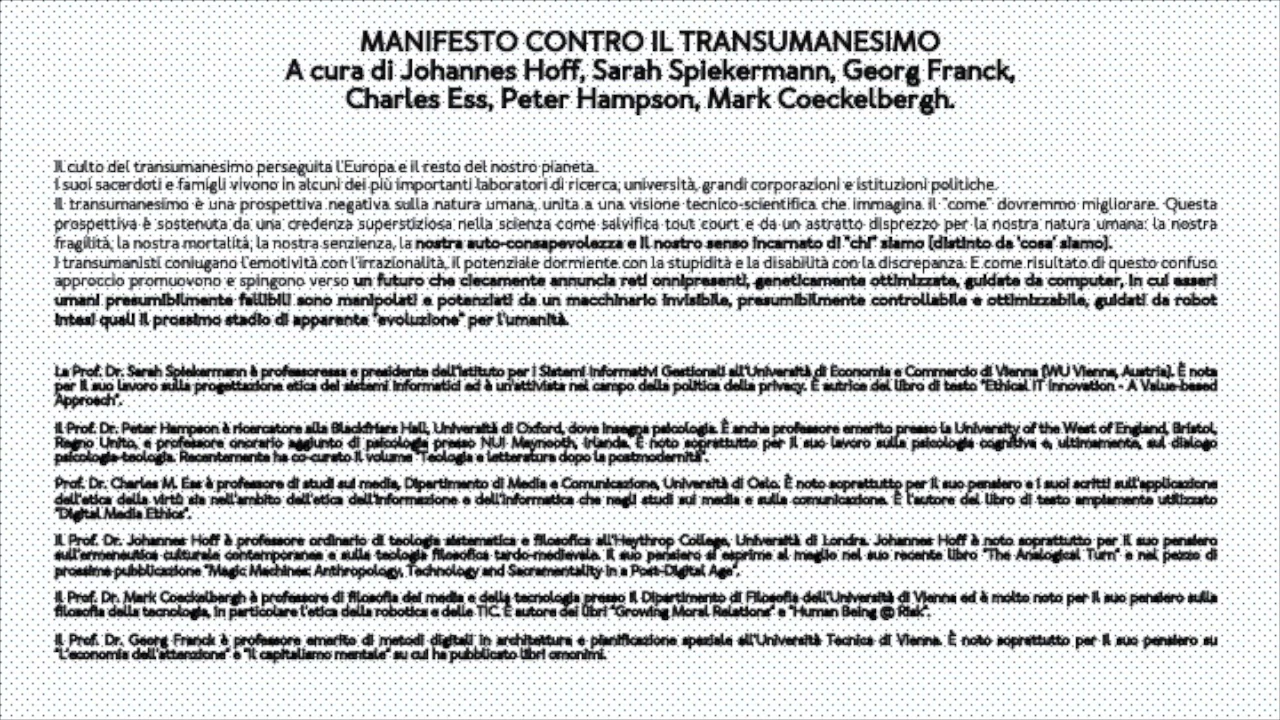 MANIFESTO CONTRO IL TRANSUMANESIMO
A cura di Johannes Hoff, Sarah Spiekermann, Georg Franck,
Charles Ess, Peter Hampson, Mark Coeckelbergh.
Il culto del transumanesimo perseguita l'Europa e il resto del nostro pianeta.
I suoi sacerdoti e famigli vivono in alcuni dei più importanti laboratori di ricerca, università, grandi corporazioni e istituzioni politiche.
Il transumanesimo è una prospettiva negativa sulla natura umana, unita a una visione tecnico-scientifica che immagina il "come" dovremmo migliorare. Questa
prospettiva è sostenuta da una credenza superstiziosa nella scienza come salvifica tout court e da un astratto disprezzo per la nostra natura umana: la nostra
fragilità, la nostra mortalità, la nostra senzienza, la nostra auto-consapevolezza e il nostro senso incarnato di "chi" siamo (distinto da 'cosa' siamo).
I transumanisti coniugano l'emotività con l'irrazionalità, il potenziale dormiente con la stupidità e la disabilità con la discrepanza. E come risultato di questo confuso
approccio promuovono e spingono verso un futuro che ciecamente annuncia reti onnipresenti, geneticamente ottimizzate, guidate da computer, in cui esseri
umani presumibilmente fallibili sono manipolati e potenziati da un macchinario invisibile, presumibilmente controllabile e ottimizzabile, guidati da robot
intesi quali il prossimo stadio di apparente "evoluzione" per l'umanità.
La Prof. Dr. Sarah Spiekermann è professoressa e presidente dell'Istituto per i Sistemi Informativi Gestionali all'Università di Economia e Commercio di Vienna (WU Vienna, Austria). È nota
per il suo lavoro sulla progettazione etica dei sistemi informatici ed è un'attivista nel campo della politica della privacy. È autrice del libro di testo "Ethical IT Innovation - A Value-based
Approach".
Il Prof. Dr. Peter Hampson è ricercatore alla Blackfriars Hall, Università di Oxford, dove insegna psicologia. È anche professore emerito presso la University of the West of England, Bristol,
Regno Unito, e professore onorario aggiunto di psicologia presso NUI Maynooth, Irlanda. È noto soprattutto per il suo lavoro sulla psicologia cognitiva e, ultimamente, sul dialogo
psicologia-teologia. Recentemente ha co-curato il volume "Teologia e letteratura dopo la postmodernità".
Prof. Dr. Charles M. Ess è professore di studi sui media, Dipartimento di Media e Comunicazione, Università di Oslo. È noto soprattutto per il suo pensiero e i suoi scritti sull'applicazione
dell'etica della virtù sia nell'ambito dell'etica dell'informazione e dell'informatica che negli studi sui media e sulla comunicazione. È l'autore del libro di testo ampiamente utilizzato
"Digital Media Ethics".
Il Prof. Dr. Johannes Hoff è professore ordinario di teologia sistematica e filosofica all'Heythrop College, Università di Londra. Johannes Hoff è noto soprattutto per il suo pensiero
sull'ermeneutica culturale contemporanea e sulla teologia filosofica tardo-medievale. Il suo pensiero si esprime al meglio nel suo recente libro "The Analogical Turn" e nel pezzo di
prossima pubblicazione "Magic Machines: Anthropology, Technology and Sacramentality in a Post-Digital Age".
Il Prof. Dr. Mark Coeckelbergh è professore di filosofia dei media e della tecnologia presso il Dipartimento di Filosofia dell'Università di Vienna ed è molto noto per il suo pensiero sulla
filosofia della tecnologia, in particolare l'etica della robotica e delle TIC. È autore dei libri "Growing Moral Relations" e "Human Being @ Risk".
Il Prof. Dr. Georg Franck è professore emerito di metodi digitali in architettura e pianificazione spaziale all'Università Tecnica di Vienna. È noto soprattutto per il suo pensiero su
"L'economia dell'attenzione" e "Il capitalismo mentale" su cui ha pubblicato libri omonimi.